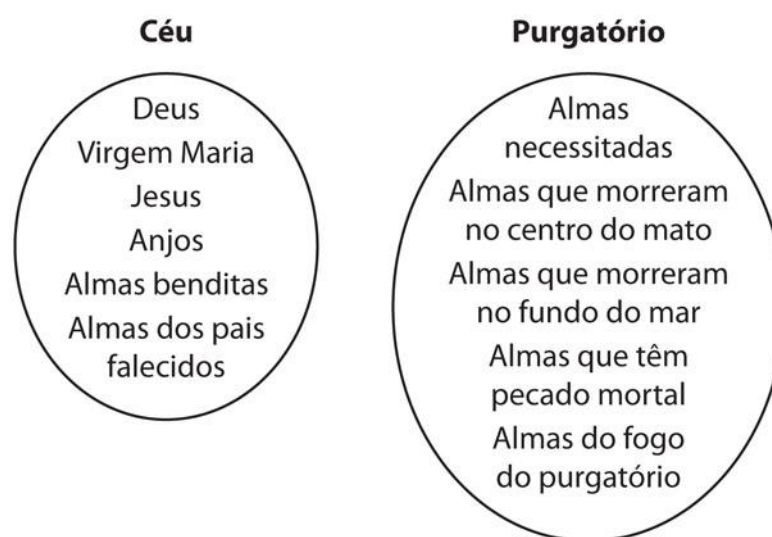 Céu
Deus
Virgem Maria
Jesus
Anjos
Almas benditas
Almas dos pais
falecidos
Purgatório
Almas
necessitadas
Almas que morreram
no centro do mato
Almas que morreram
no fundo do mar
Almas que têm
pecado mortal
Almas do fogo
do purgatório